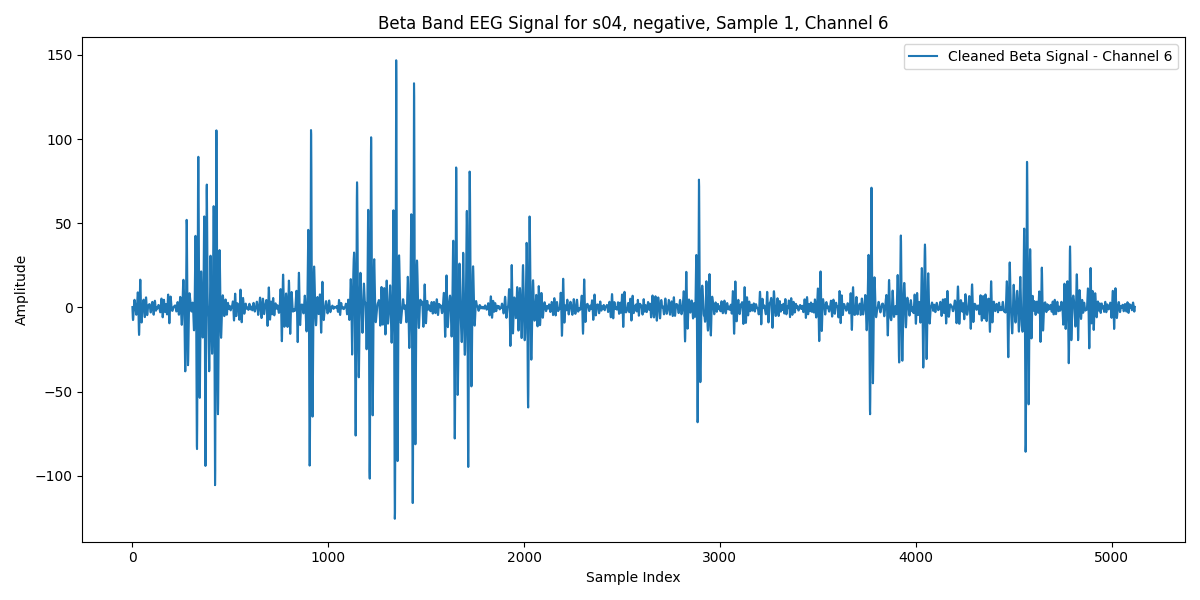 Beta Band EEG Signal for s04, negative, Sample 1, Channel 6
Cleaned Beta Signal - Channel 6
Amplitude
150
100
50
0
−50
−100
0 1000 2000 3000 4000 5000
Sample Index